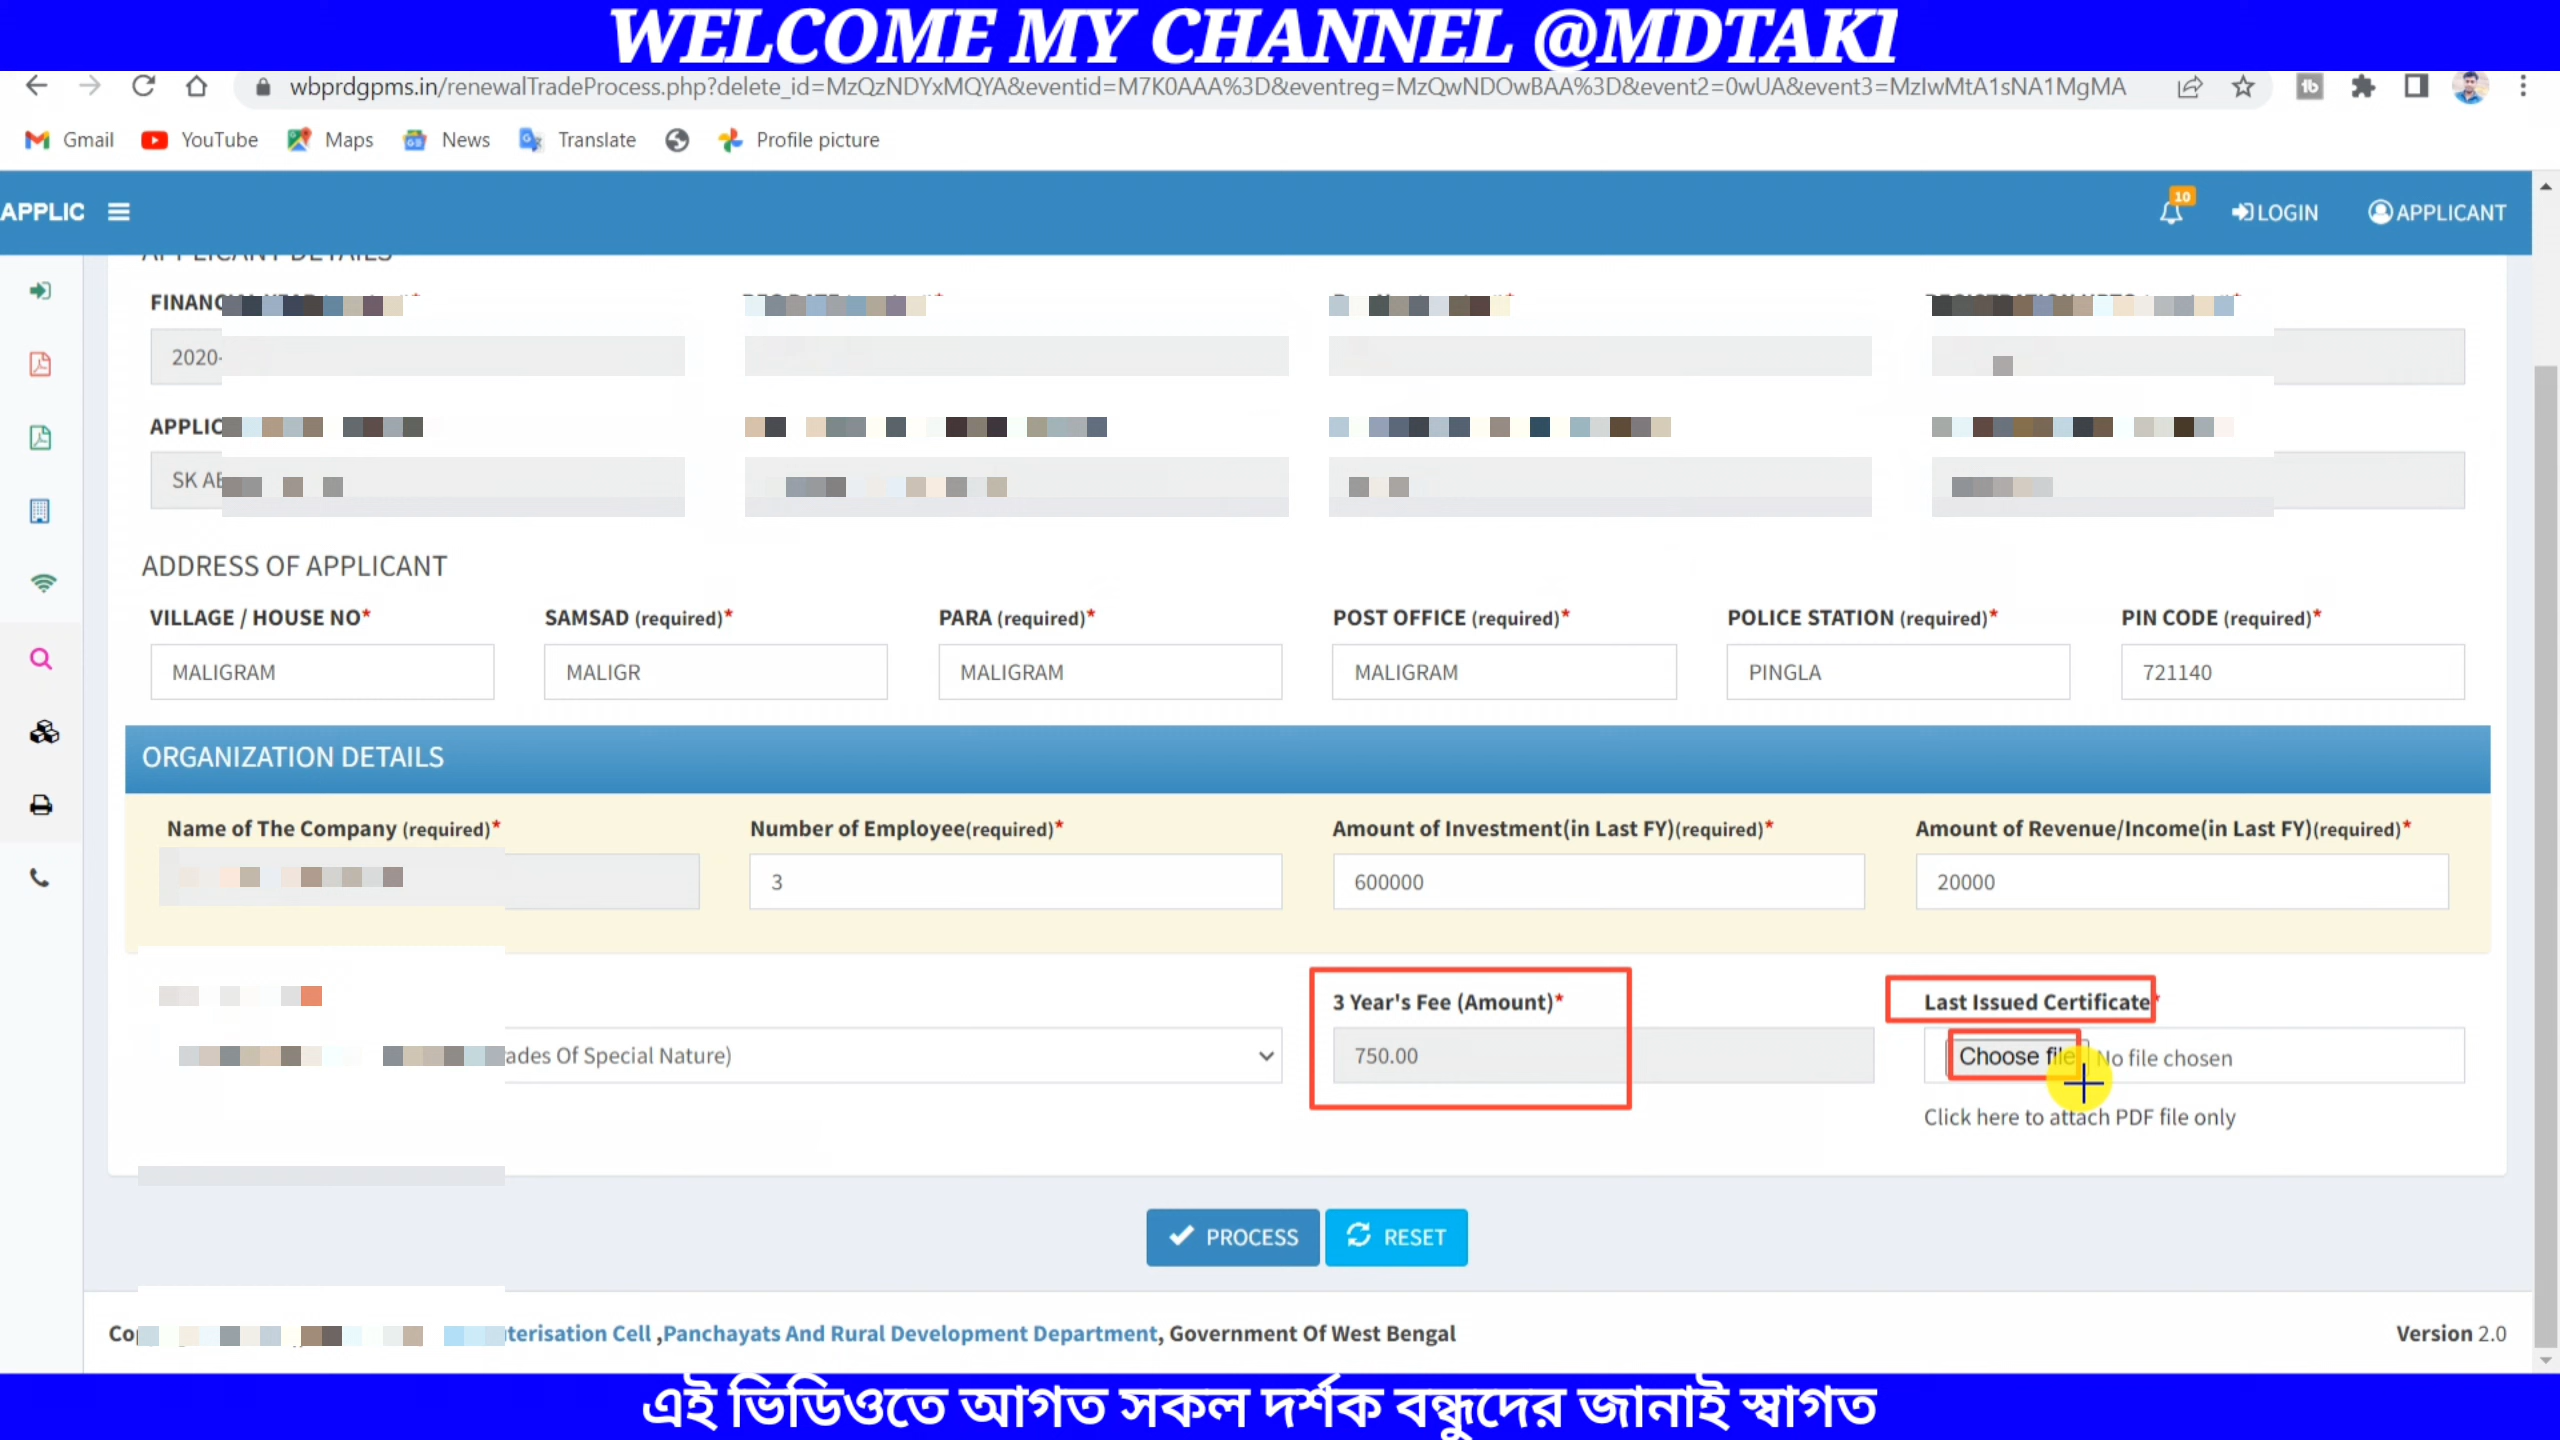 WELCOME MY CHANNEL @MDTAKI
wbprdgpms.in/renewalTradeProcess.php?delete_id=MzQzNDYxMQYA&eventid=M7K0AAA%3D&eventreg=MzQwNDOwBAA%3D&event2=0wUA&event3=MzIwMtA1sNA1MgMA
Gmail YouTube Maps News Translate Profile picture
APPLIC 10 LOGIN APPLICANT
APPLICANT DETAILS
2020-
SK
ADDRESS OF APPLICANT
VILLAGE / HOUSE NO* SAMSAD (required)* PARA (required)* POST OFFICE (required)* POLICE STATION (required)* PIN CODE (required)*
MALIGRAM MALIGR MALIGRAM MALIGRAM PINGLA 721140
ORGANIZATION DETAILS
Name of The Company (required)* Number of Employee(required)* Amount of Investment(in Last FY)(required)* Amount of Revenue/Income(in Last FY)(required)*
3 600000 20000
3 Year's Fee (Amount)* Last Issued Certificate*
ades Of Special Nature) 750.00 Choose file No file chosen
Click here to attach PDF file only
PROCESS RESET
terisation Cell ,Panchayats And Rural Development Department, Government Of West Bengal Version 2.0
এই ভিডিওতে আগত সকল দর্শক বন্ধুদের জানাই স্বাগত